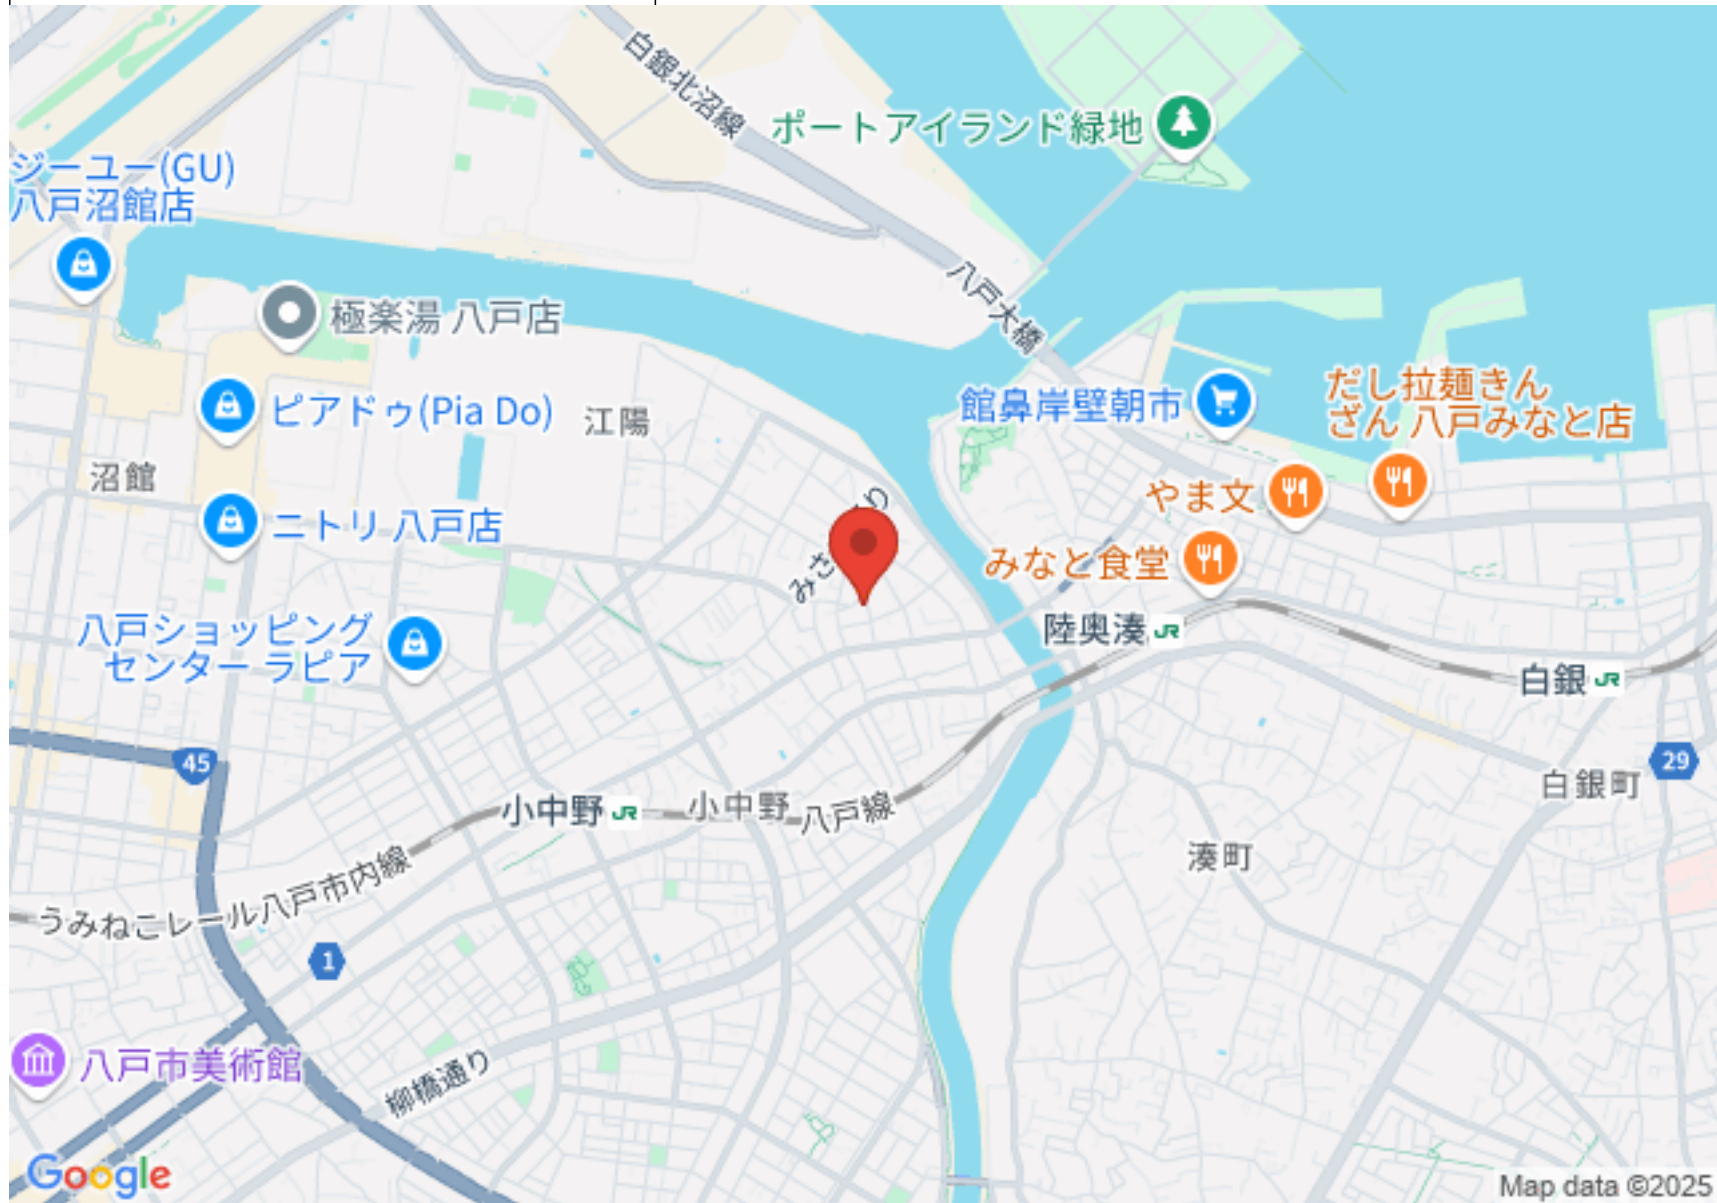 白銀北沼線
ポートアイランド緑地
ジーユー(GU)
八戸沼館店
極楽湯 八戸店
八戸大橋
ピアドゥ(Pia Do)
江陽
館鼻岸壁朝市
だし拉麺きん
ざん 八戸みなと店
沼館
やま文
ニトリ 八戸店
みなと食堂
八戸ショッピング
センター ラピア
陸奥湊 JR
白銀 JR
45
29
白銀町
小中野 JR
小中野
八戸線
湊町
うみねこレール八戸市内線
1
八戸市美術館
柳橋通り
Google
Map data ©2025